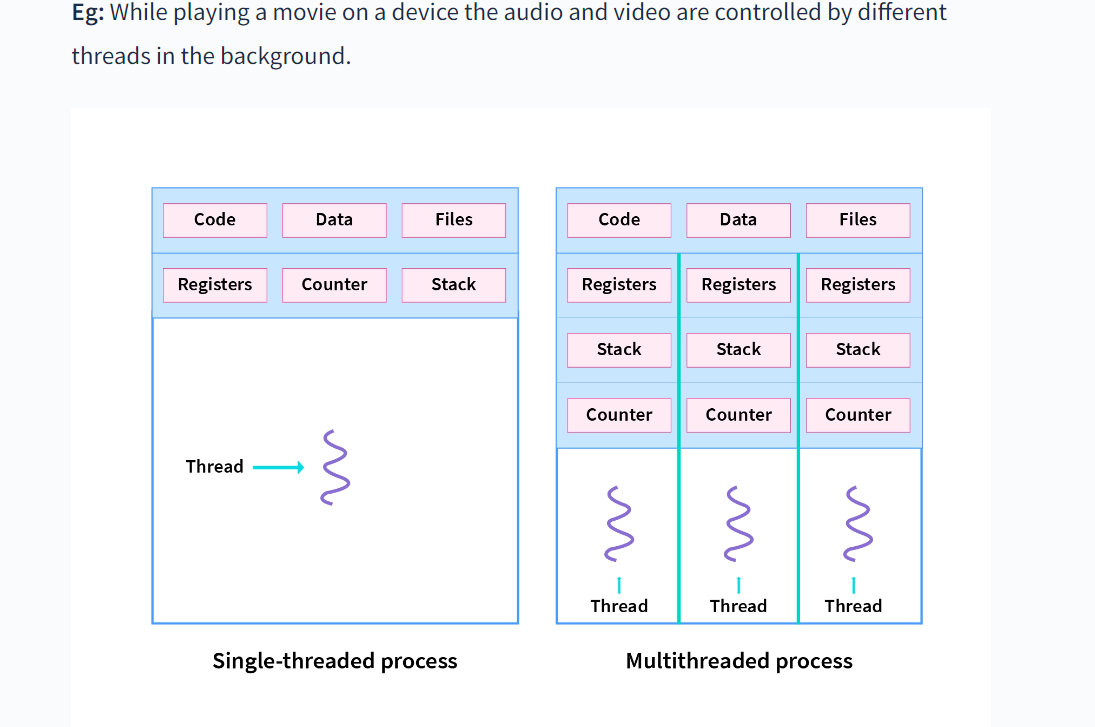 Eg: While playing a movie on a device the audio and video are controlled by different
threads in the background.
Code Data Files
Registers Counter Stack
Thread
Single-threaded process
Code Data Files
Registers Registers Registers
Stack Stack Stack
Counter Counter Counter
Thread Thread Thread
Multithreaded process